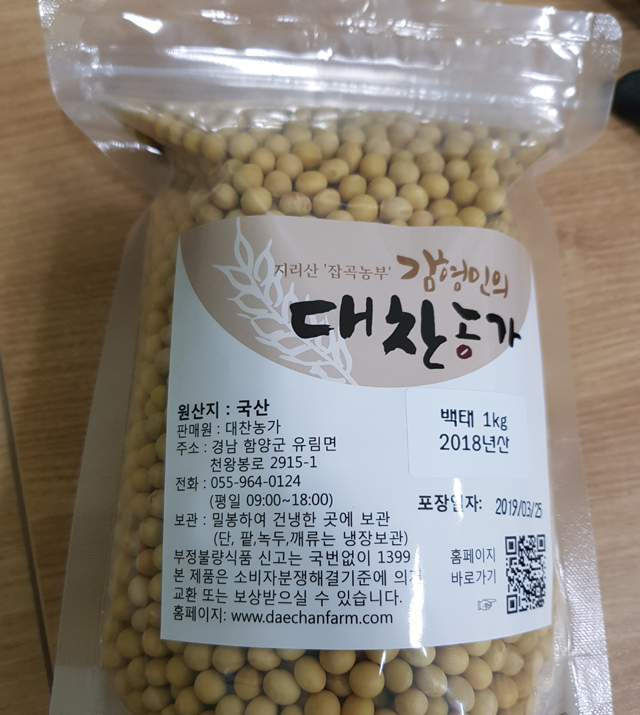 지리산 '잡곡농부' 감형민의
대찬농가
원산지 : 국산
판매원 : 대찬농가
주소 : 경남 함양군 유림면
천왕봉로 2915-1
전화 : 055-964-0124
(평일 09:00~18:00)
보관 : 밀봉하여 건냉한 곳에 보관
(단, 팥,녹두,깨류는 냉장보관)
부정불량식품 신고는 국번없이 1399
본 제품은 소비자분쟁해결기준에 의거
교환 또는 보상받으실 수 있습니다.
홈페이지: www.daechanfarm.com
백태 1kg
2018년산
포장일자: 2019/03/25
홈페이지
바로가기